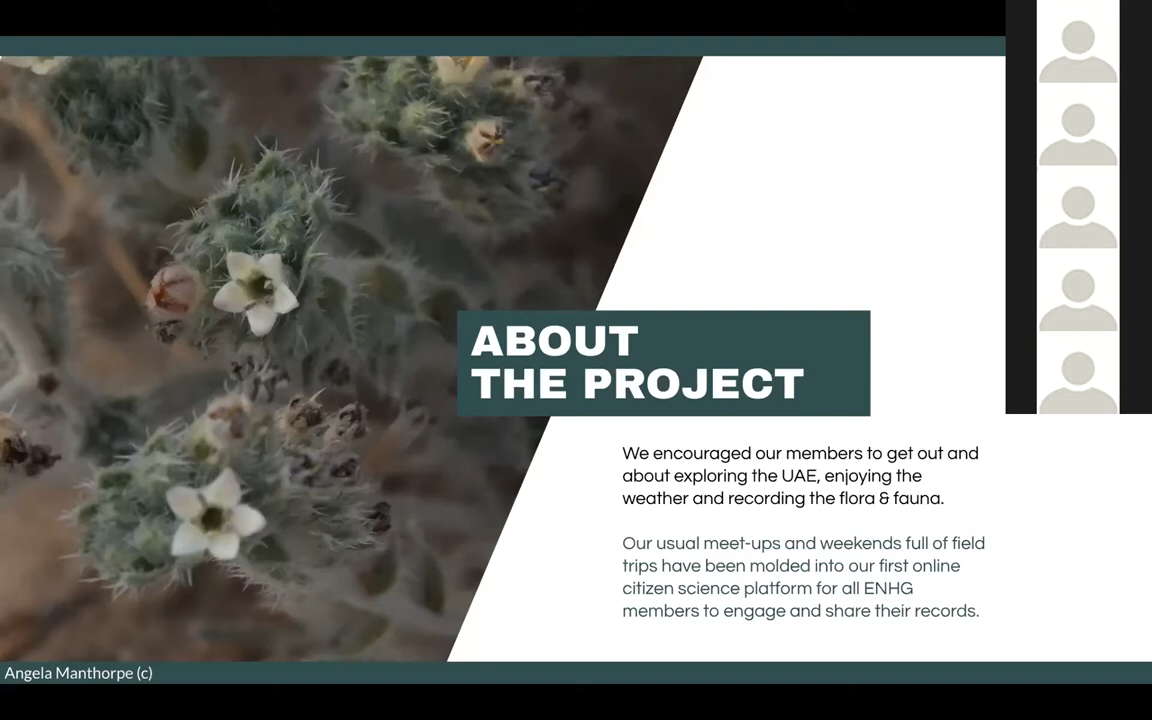 ABOUT
THE PROJECT
We encouraged our members to get out and
about exploring the UAE, enjoying the
weather and recording the flora & fauna.
Our usual meet-ups and weekends full of field
trips have been molded into our first online
citizen science platform for all ENHG
members to engage and share their records.
Angela Manthorpe (c)